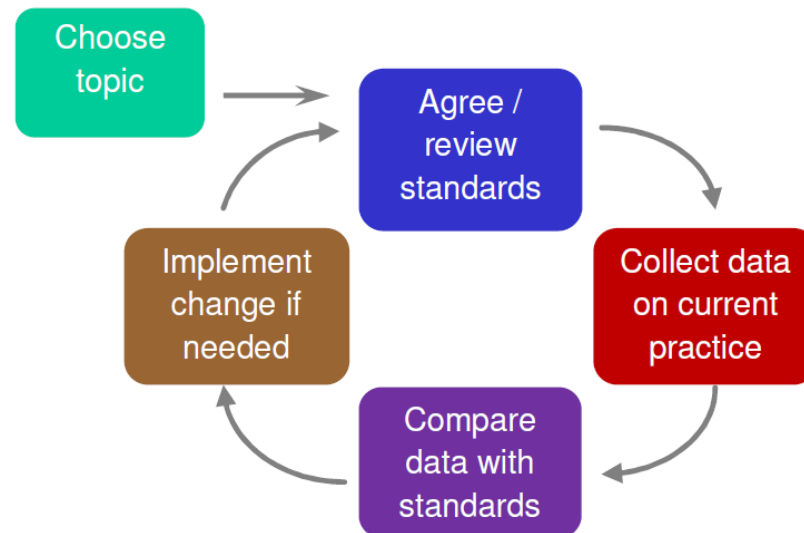 Choose
topic
Agree /
review
standards
Collect data
on current
practice
Compare
data with
standards
Implement
change if
needed